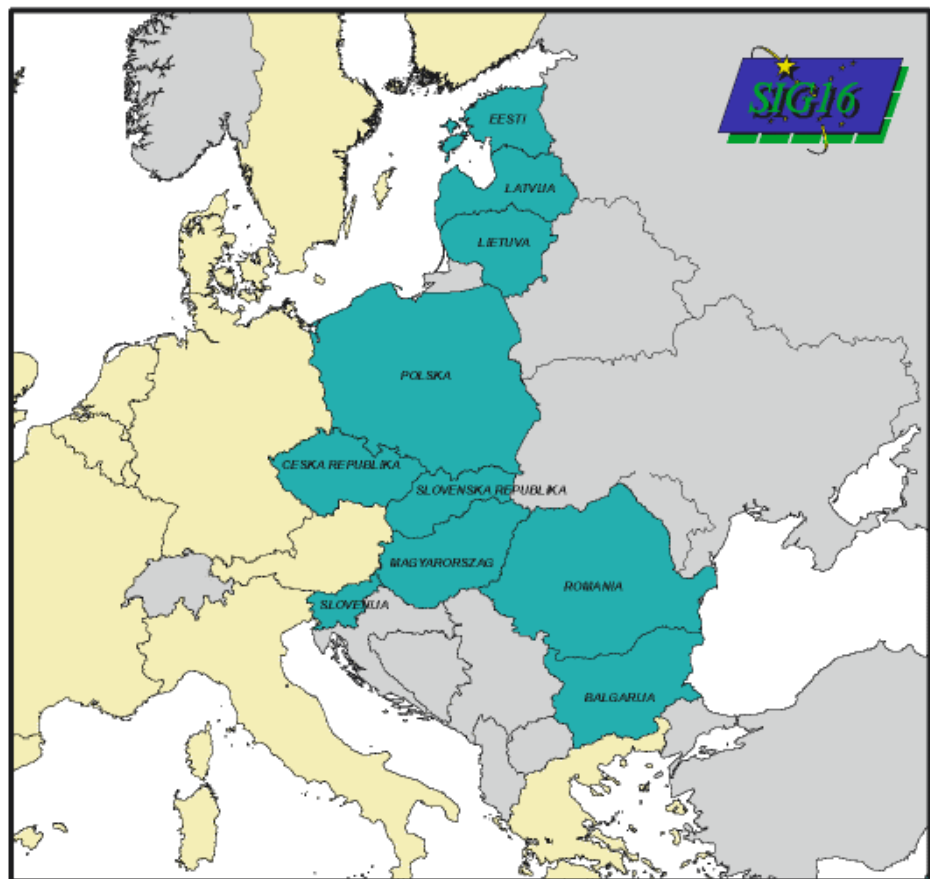 SIG16
EESTI
LATVIJA
LIETUVA
POLSKA
CESKA REPUBLIKA
SLOVENSKA REPUBLIKA
MAGYARORSZAG
ROMANIA
SLOVENIJA
BALGARIJA